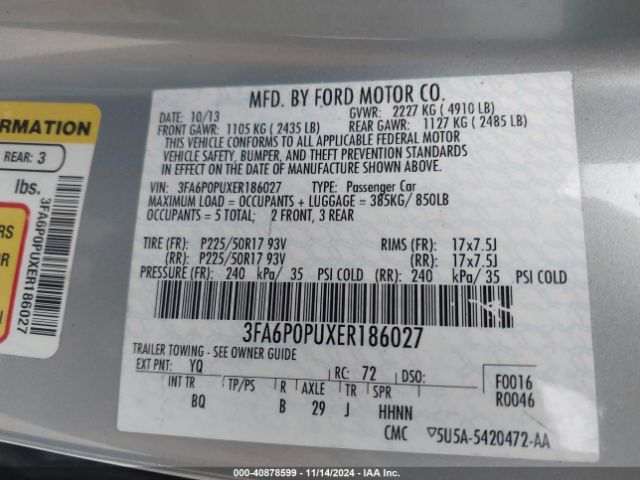 MFD. BY FORD MOTOR CO.
DATE: 10/13 GVWR: 2227 KG ( 4910 LB)
FRONT GAWR: 1105 KG ( 2435 LB) REAR GAWR: 1127 KG ( 2485 LB)
THIS VEHICLE CONFORMS TO ALL APPLICABLE FEDERAL MOTOR
VEHICLE SAFETY, BUMPER, AND THEFT PREVENTION STANDARDS
IN EFFECT ON THE DATE OF MANUFACTURE SHOWN ABOVE.
VIN: 3FA6P0PUXER186027 TYPE: Passenger Car
MAXIMUM LOAD = OCCUPANTS + LUGGAGE = 385KG/ 850LB
OCCUPANTS = 5 TOTAL; 2 FRONT, 3 REAR
TIRE (FR): P225/50R17 93V RIMS (FR): 17x7.5J
(RR): P225/50R17 93V (RR): 17x7.5J
PRESSURE (FR): 240 kPa/ 35 PSI COLD (RR): 240 kPa/ 35 PSI COLD
3FA6P0PUXER186027
TRAILER TOWING - SEE OWNER GUIDE
EXT PNT: YQ RC: 72 DSO:
INT TR TP/PS R AXLE TR SPR
BQ B 29 J HHNN
F0016
R0046
CMC ▽5U5A-5420472-AA
ORMATION
REAR: 3
lbs.
RS
OR
3FA6P0PUXER186027
000-40878599 - 11/14/2024 - IAA Inc.